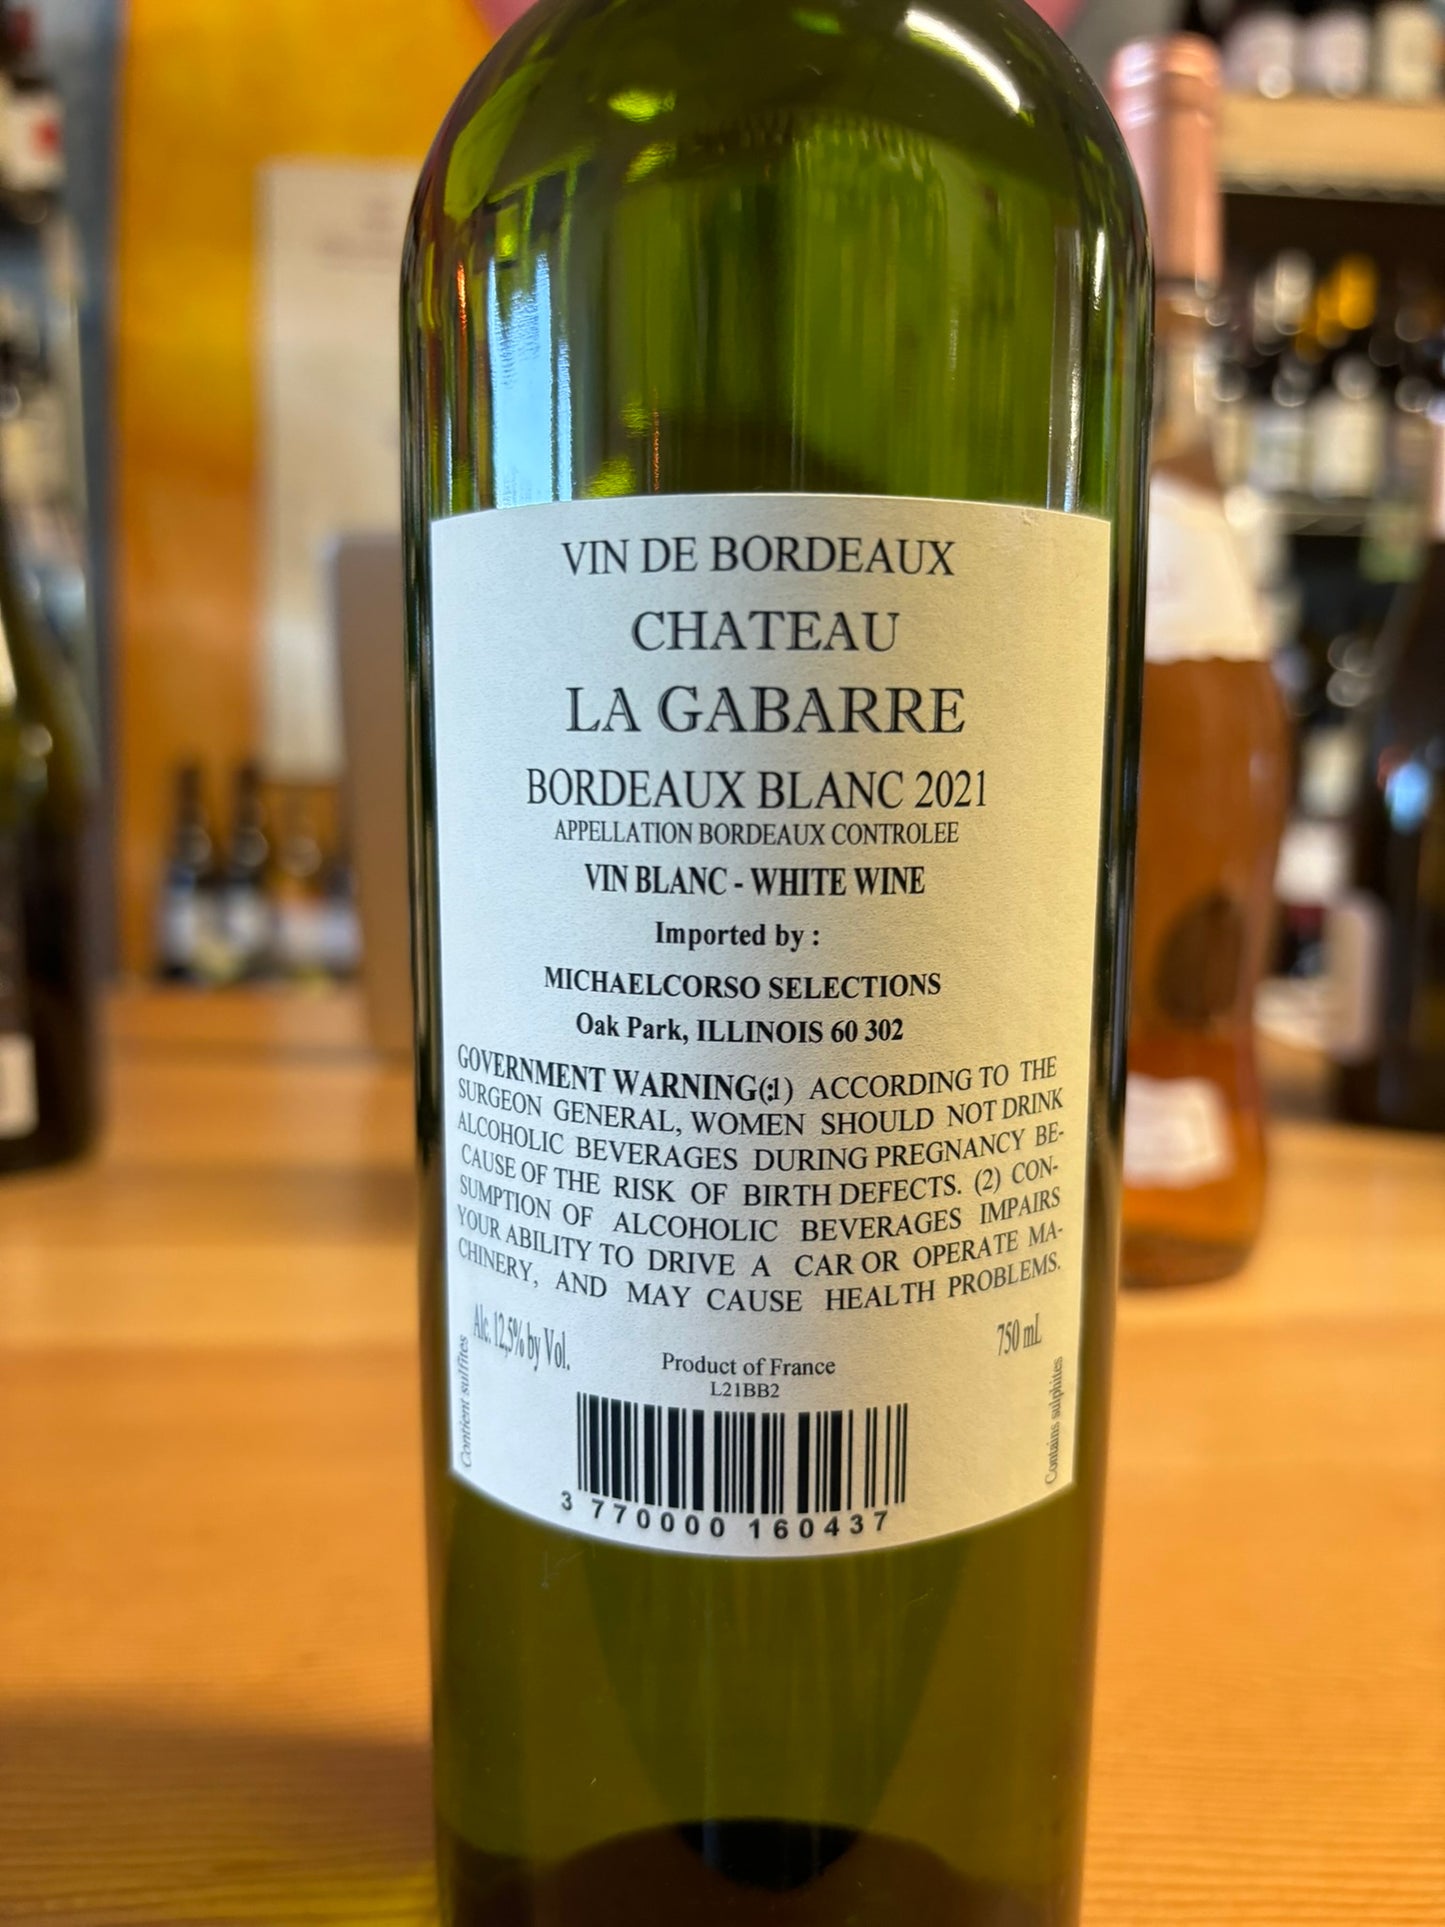 VIN DE BORDEAUX
CHATEAU
LA GABARRE
BORDEAUX BLANC 2021
APPELLATION BORDEAUX CONTROLEE
VIN BLANC - WHITE WINE
Imported by :
MICHAELCORSO SELECTIONS
Oak Park, ILLINOIS 60 302
GOVERNMENT WARNING(:1) ACCORDING TO THE
SURGEON GENERAL, WOMEN SHOULD NOT DRINK
ALCOHOLIC BEVERAGES DURING PREGNANCY BE-
CAUSE OF THE RISK OF BIRTH DEFECTS. (2) CON-
SUMPTION OF ALCOHOLIC BEVERAGES IMPAIRS
YOUR ABILITY TO DRIVE A CAR OR OPERATE MA-
CHINERY, AND MAY CAUSE HEALTH PROBLEMS.
Alc. 12,5% by Vol.
750 mL
Contient sulfites
Product of France
L21BB2
Contains sulphites
3 770000 160437